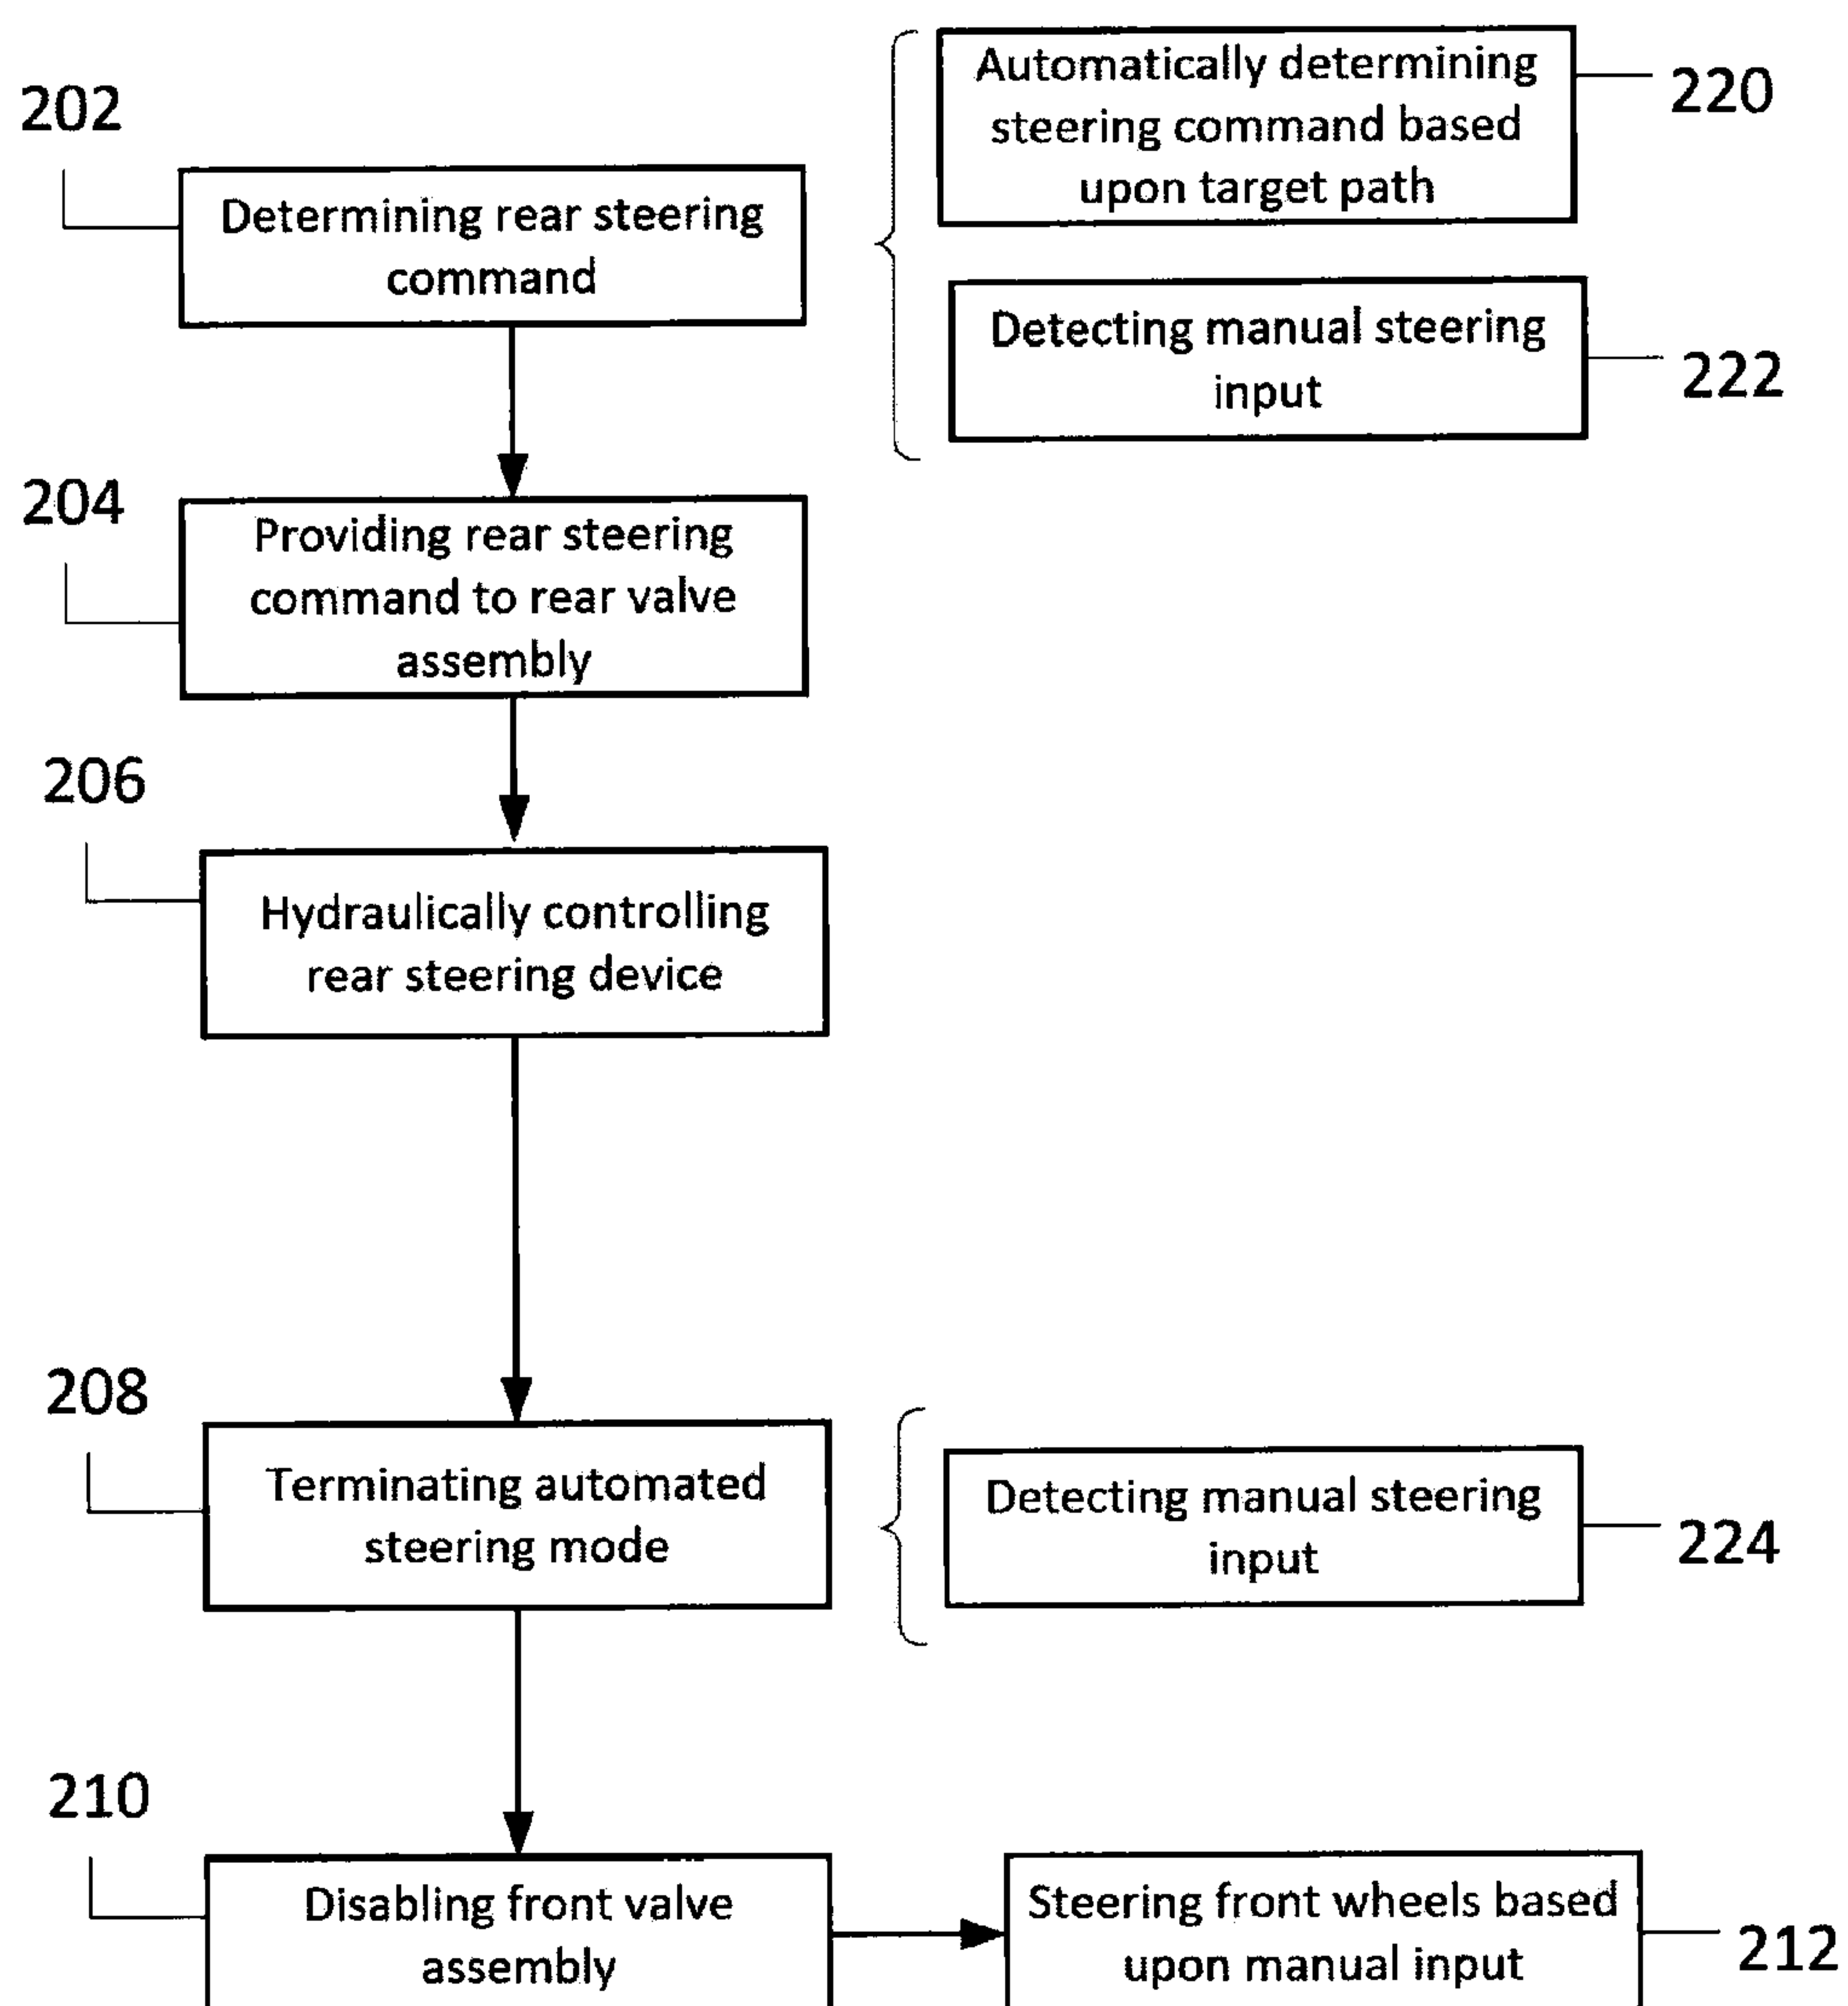 202
Determining rear steering
command
Automatically determining
steering command based
upon target path
220
Detecting manual steering
input
222
204
Providing rear steering
command to rear valve
assembly
206
Hydraulically controlling
rear steering device
208
Terminating automated
steering mode
Detecting manual steering
input
224
210
Disabling front valve
assembly
Steering front wheels based
upon manual input
212